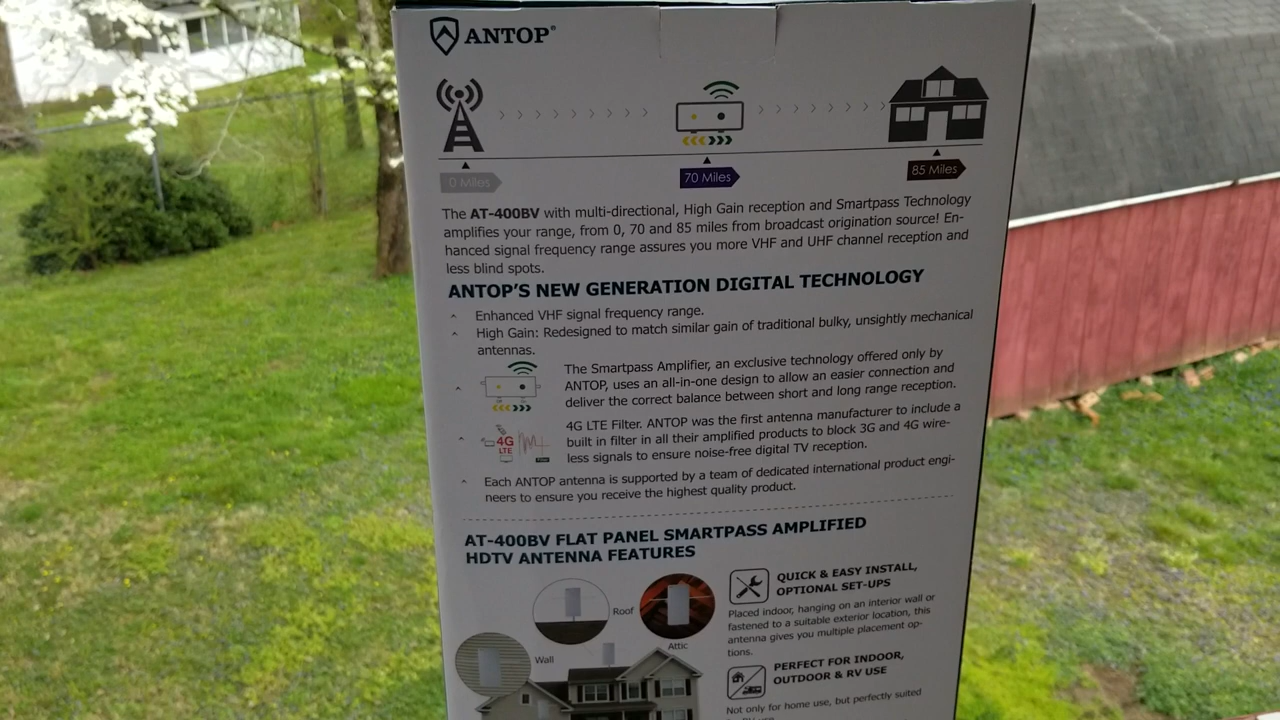 ANTOP®
0 Miles
70 Miles
85 Miles
The AT-400BV with multi-directional, High Gain reception and Smartpass Technology
amplifies your range, from 0, 70 and 85 miles from broadcast origination source! En-
hanced signal frequency range assures you more VHF and UHF channel reception and
less blind spots.
ANTOP'S NEW GENERATION DIGITAL TECHNOLOGY
Enhanced VHF signal frequency range.
High Gain: Redesigned to match similar gain of traditional bulky, unsightly mechanical
antennas.
The Smartpass Amplifier, an exclusive technology offered only by
ANTOP, uses an all-in-one design to allow an easier connection and
deliver the correct balance between short and long range reception.
4G
LTE
4G LTE Filter. ANTOP was the first antenna manufacturer to include a
built in filter in all their amplified products to block 3G and 4G wire-
less signals to ensure noise-free digital TV reception.
Each ANTOP antenna is supported by a team of dedicated international product engi-
neers to ensure you receive the highest quality product.
AT-400BV FLAT PANEL SMARTPASS AMPLIFIED
HDTV ANTENNA FEATURES
Roof
Attic
Wall
QUICK & EASY INSTALL,
OPTIONAL SET-UPS
Placed indoor, hanging on an interior wall or
fastened to a suitable exterior location, this
antenna gives you multiple placement op-
tions.
PERFECT FOR INDOOR,
OUTDOOR & RV USE
Not only for home use, but perfectly suited